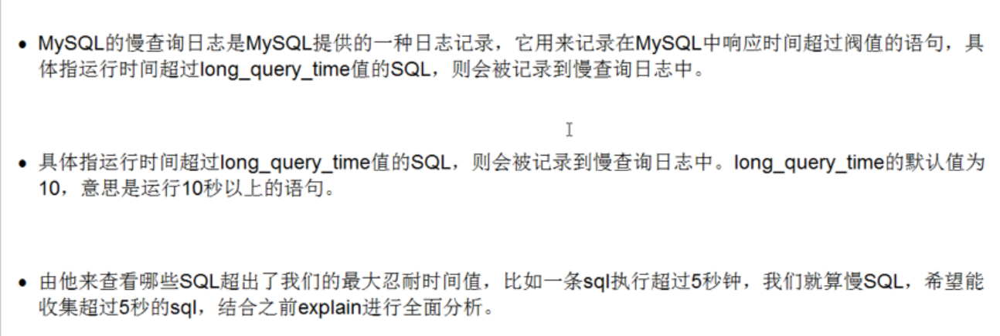 • MySQL的慢查询日志是MySQL提供的一种日志记录，它用来记录在MySQL中响应时间超过阀值的语句，具
体指运行时间超过long_query_time值的SQL，则会被记录到慢查询日志中。
• 具体指运行时间超过long_query_time值的SQL，则会被记录到慢查询日志中。long_query_time的默认值为
10，意思是运行10秒以上的语句。
• 由他来查看哪些SQL超出了我们的最大忍耐时间值，比如一条sql执行超过5秒钟，我们就算慢SQL，希望能
收集超过5秒的sql，结合之前explain进行全面分析。